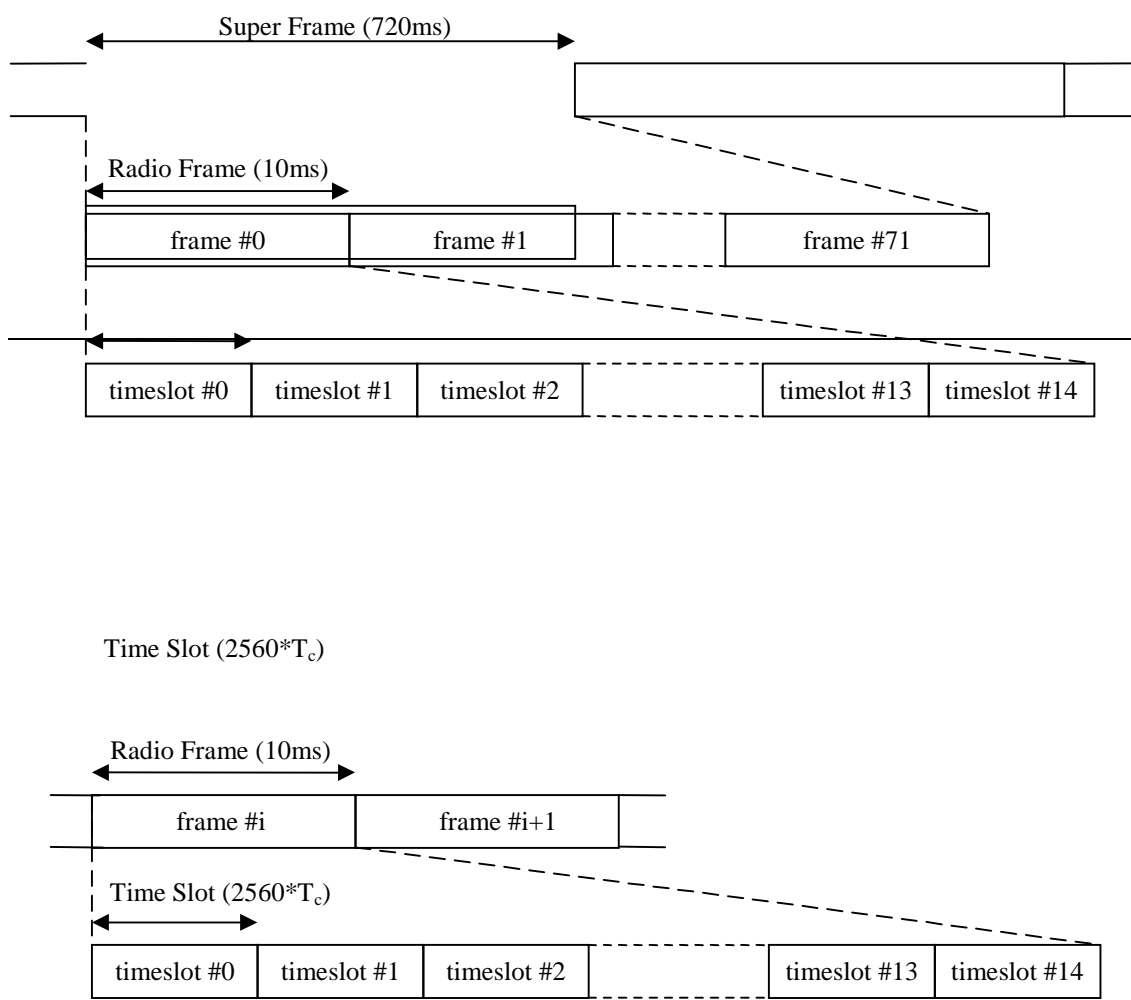 Super Frame (720ms)
Radio Frame (10ms)
frame #0 frame #1 frame #71
timeslot #0 timeslot #1 timeslot #2 timeslot #13 timeslot #14
Time Slot (2560*Tc)
Radio Frame (10ms)
frame #i frame #i+1
Time Slot (2560*Tc)
timeslot #0 timeslot #1 timeslot #2 timeslot #13 timeslot #14